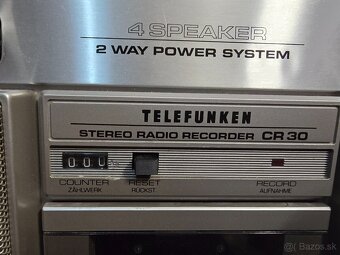 4 SPEAKER
2 WAY POWER SYSTEM
TELEFUNKEN
STEREO RADIO RECORDER CR 30
000
COUNTER RESET RECORD
ZÄHLWERK RÜCKST. AUFNAHME
© bazos.sk